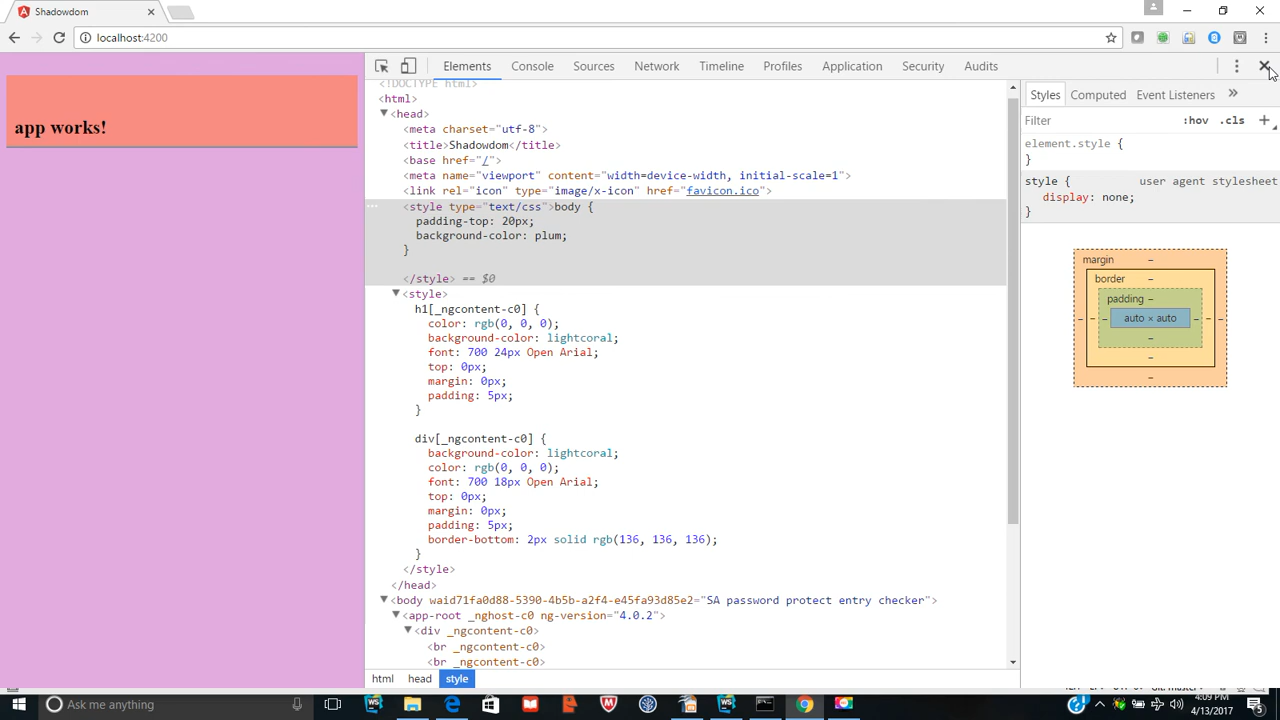 Shadowdom
localhost:4200
app works!
Elements Console Sources Network Timeline Profiles Application Security Audits
<!DOCTYPE html>
<html>
<head>
<meta charset="utf-8">
<title>Shadowdom</title>
<base href="/">
<meta name="viewport" content="width=device-width, initial-scale=1">
<link rel="icon" type="image/x-icon" href="favicon.ico">
<style type="text/css">body {
padding-top: 20px;
background-color: plum;
}
</style> == $0
<style>
h1[_ngcontent-c0] {
color: rgb(0, 0, 0);
background-color: lightcoral;
font: 700 24px Open Arial;
top: 0px;
margin: 0px;
padding: 5px;
}
div[_ngcontent-c0] {
background-color: lightcoral;
color: rgb(0, 0, 0);
font: 700 18px Open Arial;
top: 0px;
margin: 0px;
padding: 5px;
border-bottom: 2px solid rgb(136, 136, 136);
}
</style>
</head>
<body waid71fa0d88-5390-4b5b-a2f4-e45fa93d85e2="SA password protect entry checker">
<app-root _nghost-c0 ng-version="4.0.2">
<div _ngcontent-c0>
<br _ngcontent-c0>
<br _ngcontent-c0>
html head style
Styles Computed Event Listeners »
Filter :hov .cls +
element.style {
}
style { user agent stylesheet
display: none;
}
margin –
border –
padding –
– – – auto × auto – – –
–
–
–
Ask me anything
4:09 PM
4/13/2017